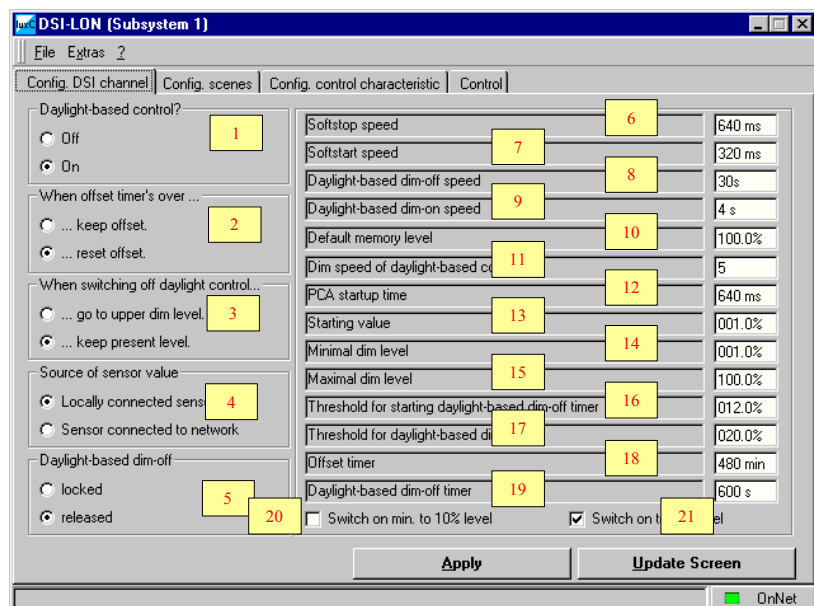 luxC DSI-LON (Subsystem 1)
File Extras ?
Config. DSI channel Config. scenes Config. control characteristic Control
Daylight-based control?
Off
On
1
When offset timer's over ...
... keep offset.
... reset offset.
2
When switching off daylight control...
... go to upper dim level.
... keep present level.
3
Source of sensor value
Locally connected
Sensor connected to network
4
Daylight-based dim-off
locked
released
5
Softstop speed 6 640 ms
Softstart speed 7 320 ms
Daylight-based dim-off speed 8 30s
Daylight-based dim-on speed 9 4 s
Default memory level 10 100.0%
Dim speed of daylight-based 11 5
PCA startup time 12 640 ms
Starting value 13 001.0%
Minimal dim level 14 001.0%
Maximal dim level 15 100.0%
Threshold for starting daylight-based dim-off timer 16 012.0%
Threshold for daylight-based 17 020.0%
Offset timer 18 480 min
Daylight-based dim-off timer 19 600 s
20 Switch on min. to 10% level Switch on 21
Apply Update Screen
OnNet